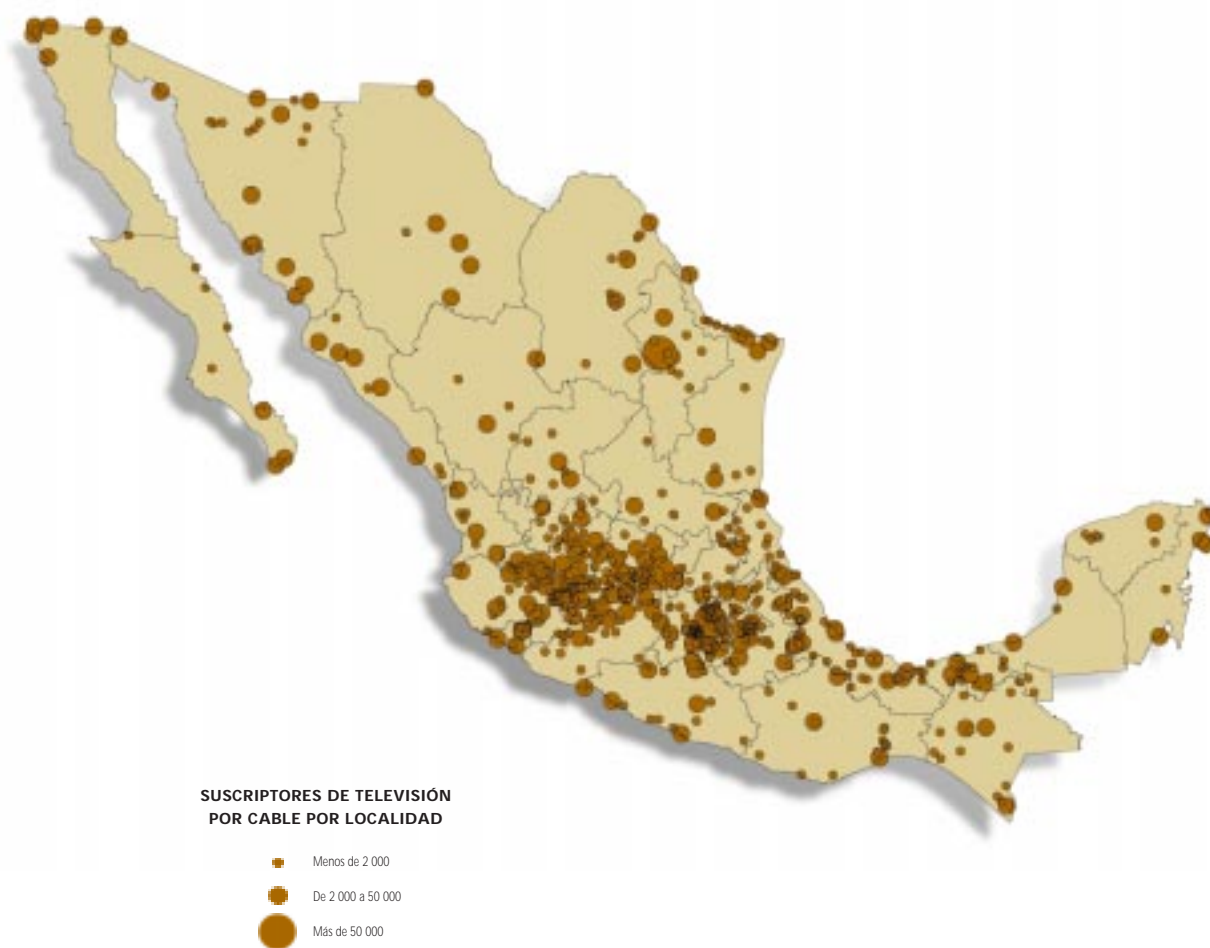 SUSCRIPTORES DE TELEVISIÓN
POR CABLE POR LOCALIDAD
Menos de 2 000
De 2 000 a 50 000
Más de 50 000